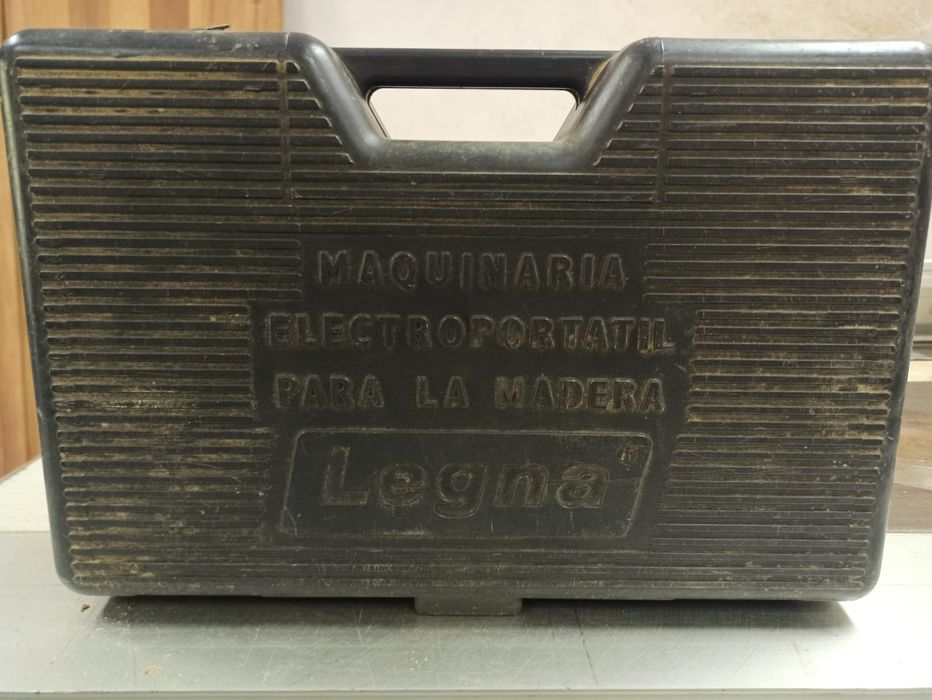 MAQUINARIA
ELECTROPORTATIL
PARA LA MADERA
Legna®